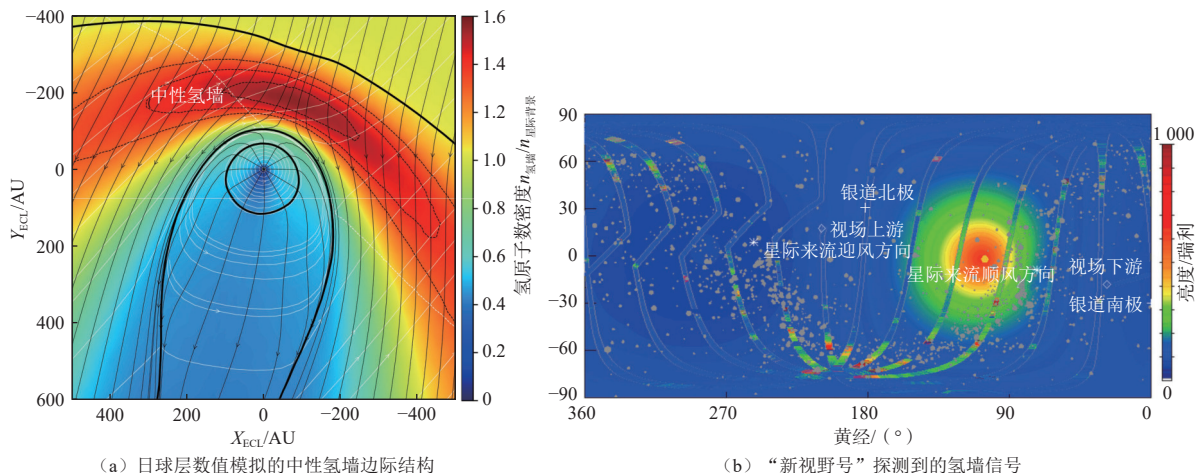 −400
−200
0
200
400
600
Y_ECL/AU
400
200
0
−200
−400
X_ECL/AU
中性氢墙
1.6
1.4
1.2
1.0
0.8
0.6
0.4
0.2
0
氢原子数密度n氢墙/n星际背景
(a) 日球层数值模拟的中性氢墙边际结构
90
60
30
0
−30
−60
−90
360
270
180
90
0
黄经/(°)
银道北极
视场上游
星际来流迎风方向
星际来流顺风方向
视场下游
银道南极
1 000
0
亮度/瑞利
(b) “新视野号”探测到的氢墙信号